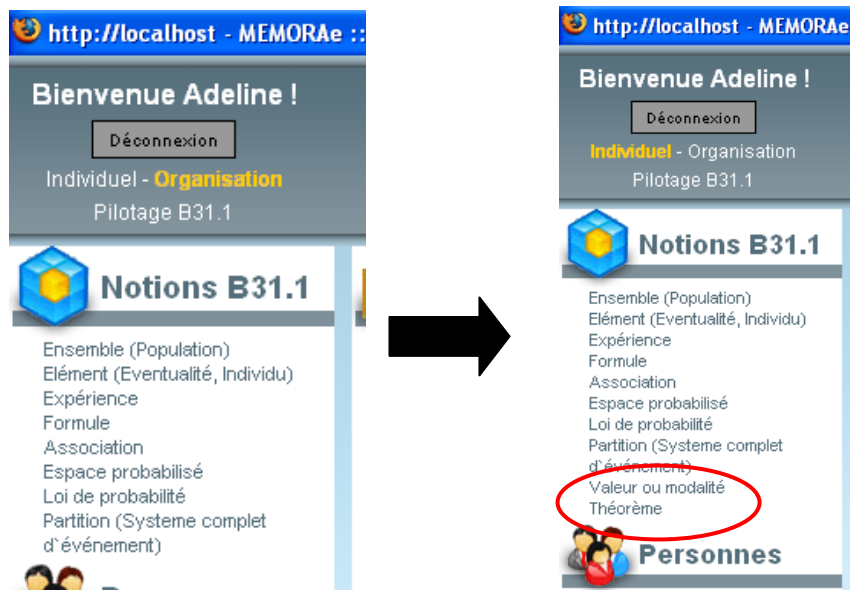 http://localhost - MEMORAe ::
Bienvenue Adeline !
Déconnexion
Individuel - Organisation
Pilotage B31.1
Notions B31.1
Ensemble (Population)
Elément (Eventualité, Individu)
Expérience
Formule
Association
Espace probabilisé
Loi de probabilité
Partition (Systeme complet
d`événement)
http://localhost - MEMORAe
Bienvenue Adeline !
Déconnexion
Individuel - Organisation
Pilotage B31.1
Notions B31.1
Ensemble (Population)
Elément (Eventualité, Individu)
Expérience
Formule
Association
Espace probabilisé
Loi de probabilité
Partition (Systeme complet
d`événement)
Valeur ou modalité
Théorème
Personnes